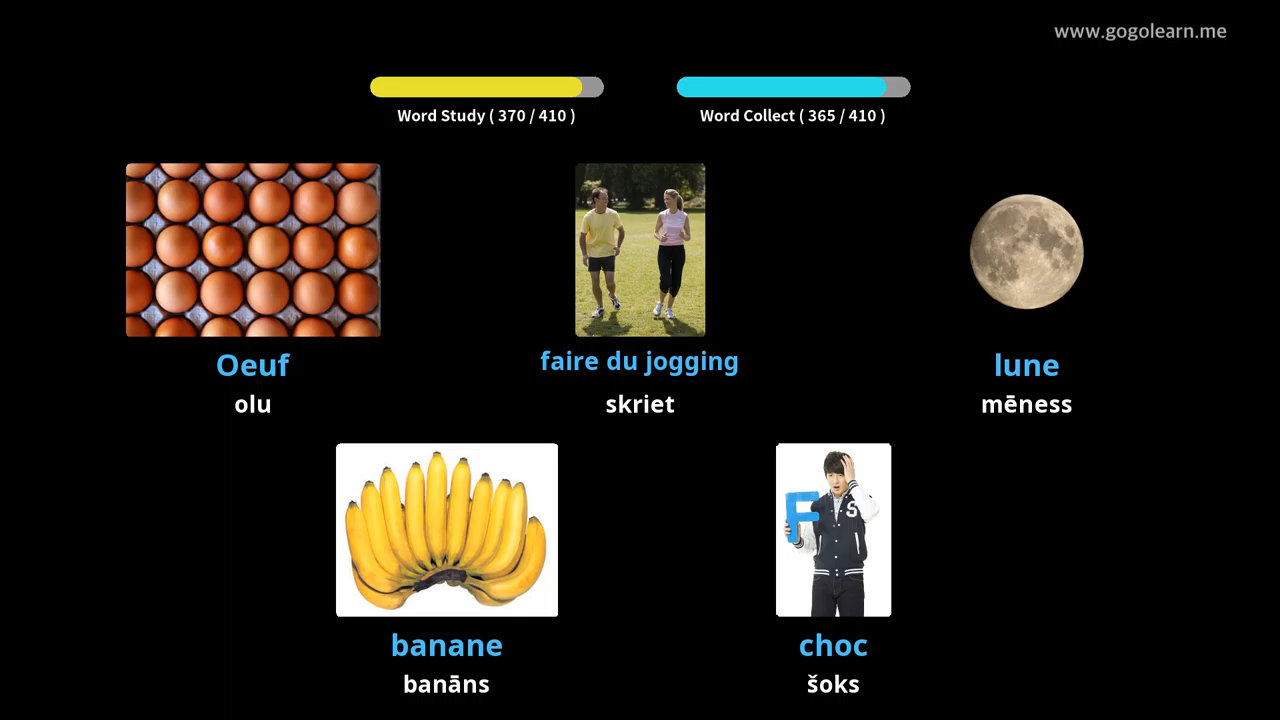 www.gogolearn.me
Word Study ( 370 / 410 )
Word Collect ( 365 / 410 )
Oeuf
olu
faire du jogging
skriet
lune
mēness
F
S
banane
banāns
choc
šoks